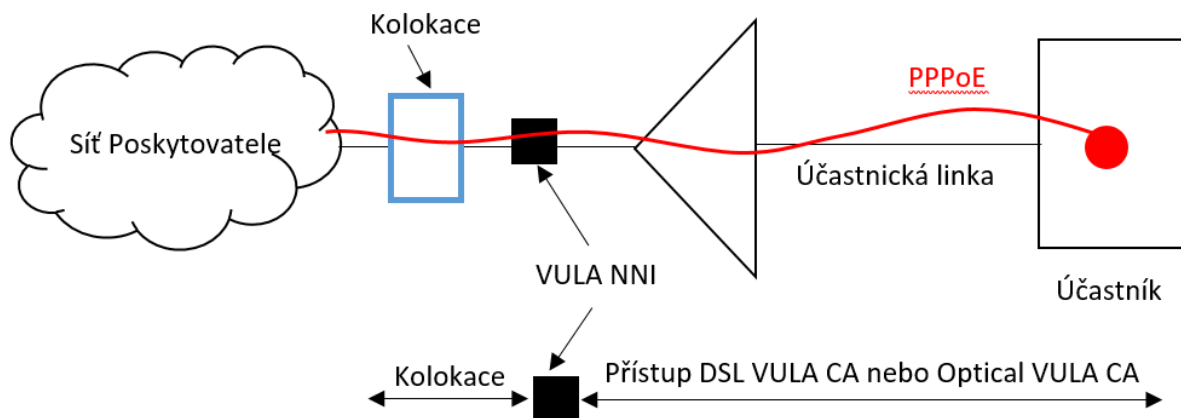 Kolokace
PPPoE
Síť Poskytovatele
Účastnická linka
VULA NNI
Účastník
Kolokace
Přístup DSL VULA CA nebo Optical VULA CA